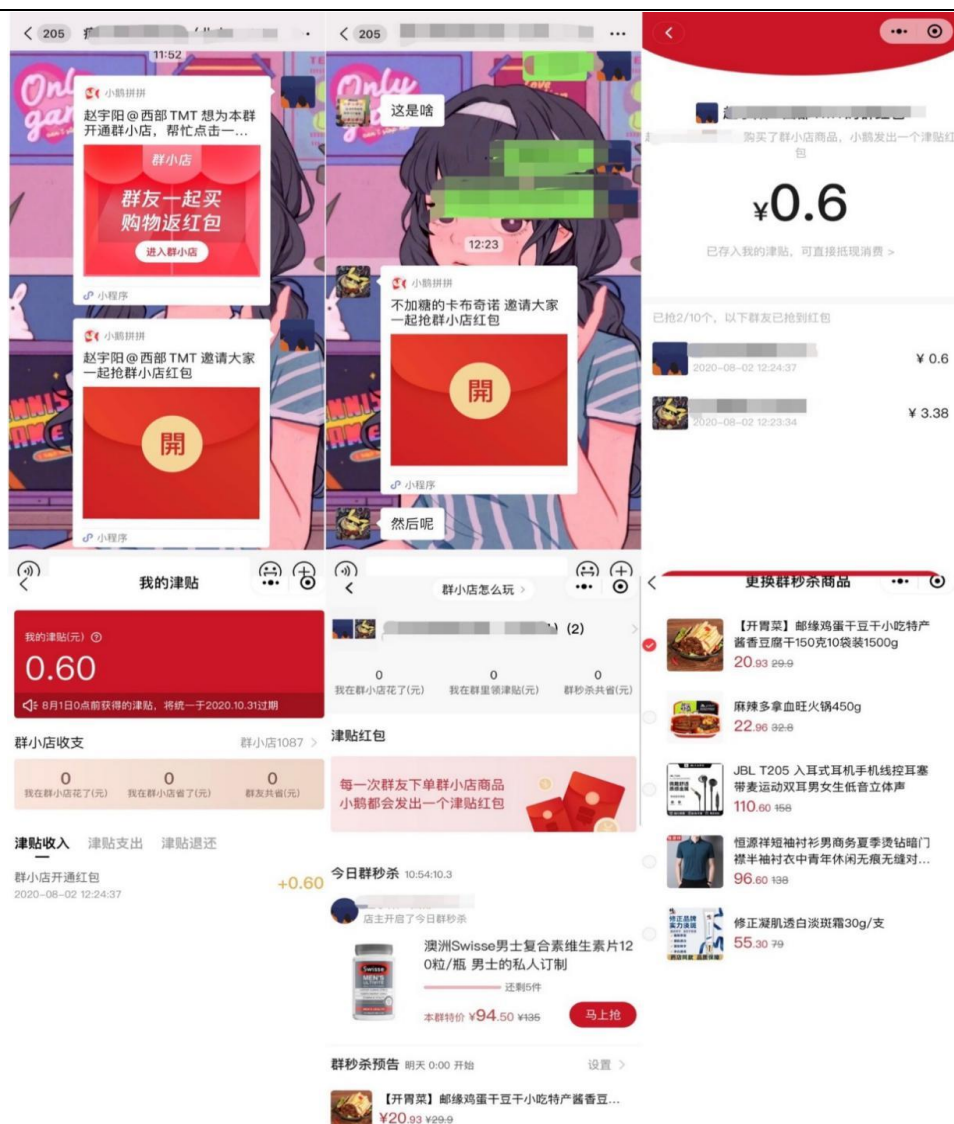 205
11:52
小鹅拼拼
赵宇阳@西部TMT 想为本群
开通群小店，帮忙点击一...
群小店
群友一起买
购物返红包
进入群小店
小程序
小鹅拼拼
赵宇阳@西部TMT 邀请大家
一起抢群小店红包
開
小程序
205
这是啥
12:23
小鹅拼拼
不加糖的卡布奇诺 邀请大家
一起抢群小店红包
開
小程序
然后呢
购买了群小店商品，小鹅发出一个津贴红
包
¥0.6
已存入我的津贴，可直接抵现消费 >
已抢2/10个，以下群友已抢到红包
2020-08-02 12:24:37
¥ 0.6
2020-08-02 12:23:34
¥ 3.38
我的津贴
我的津贴(元)
0.60
8月1日0点前获得的津贴，将统一于2020.10.31过期
群小店收支
群小店1087 >
0
0
0
我在群小店花了(元)
我在群小店省了(元)
群友共省(元)
津贴收入 津贴支出 津贴退还
群小店开通红包
2020-08-02 12:24:37
+0.60
群小店怎么玩 >
(2)
0
0
0
我在群小店花了(元)
我在群里领津贴(元)
群秒杀共省(元)
津贴红包
每一次群友下单群小店商品
小鹅都会发出一个津贴红包
今日群秒杀 10:54:10.3
店主开启了今日群秒杀
Swisse
MEN'S
ULTIVITE
澳洲Swisse男士复合素维生素片12
0粒/瓶 男士的私人订制
还剩5件
本群特价 ¥94.50 ¥135
马上抢
群秒杀预告 明天 0:00 开始
设置 >
【开胃菜】邮缘鸡蛋干豆干小吃特产酱香豆...
¥20.93 ¥29.9
更换群秒杀商品
【开胃菜】邮缘鸡蛋干豆干小吃特产
酱香豆腐干150克10袋装1500g
20.93 29.9
麻辣多拿血旺火锅450g
22.96 32.8
JBL T205 入耳式耳机手机线控耳塞
带麦运动双耳男女生低音立体声
110.60 158
恒源祥短袖衬衫男商务夏季烫钻暗门
襟半袖衬衣中青年休闲无痕无缝对...
96.60 138
修正品牌
实力淡斑
修正凝肌透白淡斑霜30g/支
55.30 79